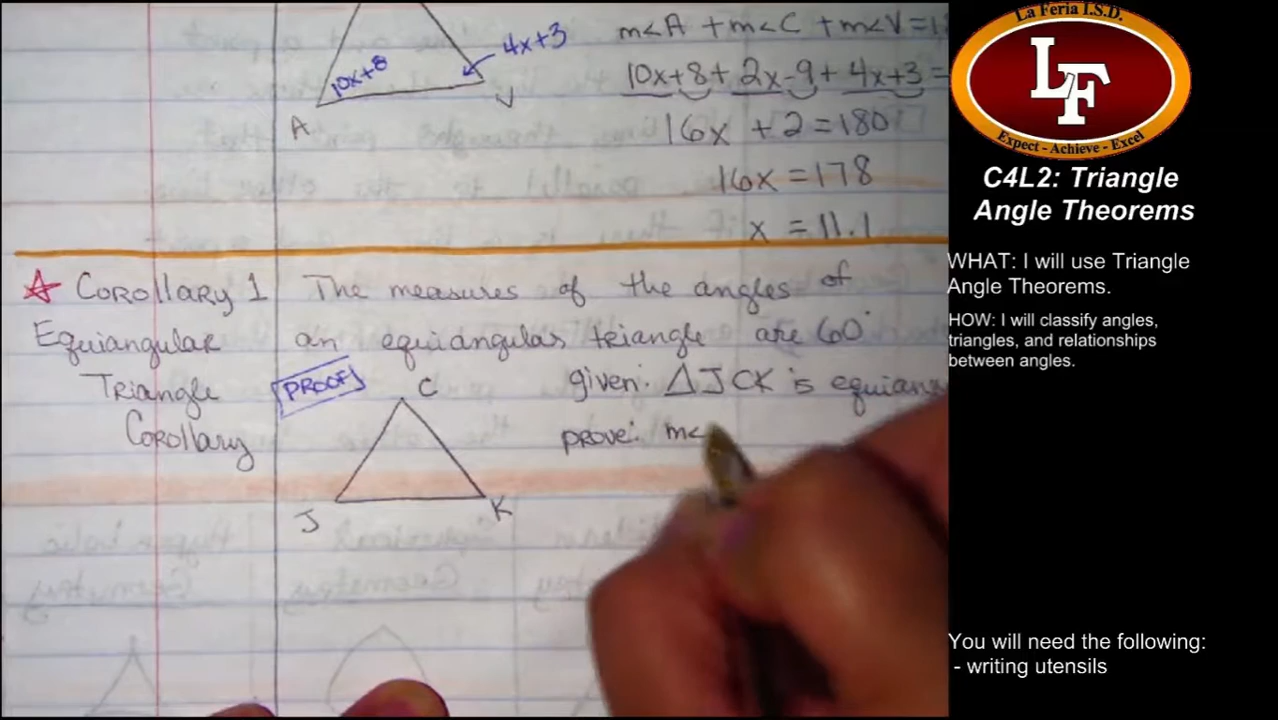 4x+3
10x+8
A
V
m<A + m<C + m<V = 1
10x+8 + 2x-9 + 4x+3 =
16x + 2 = 180
16x = 178
x = 11.1
☆ Corollary 1
Equiangular
Triangle
Corollary
The measures of the angles of
an equiangular triangle are 60°
PROOF
C
J
K
given: △JCK is equiang
prove: m<
La Feria I.S.D.
LF
Expect - Achieve - Excel
C4L2: Triangle
Angle Theorems
WHAT: I will use Triangle
Angle Theorems.
HOW: I will classify angles,
triangles, and relationships
between angles.
You will need the following:
- writing utensils